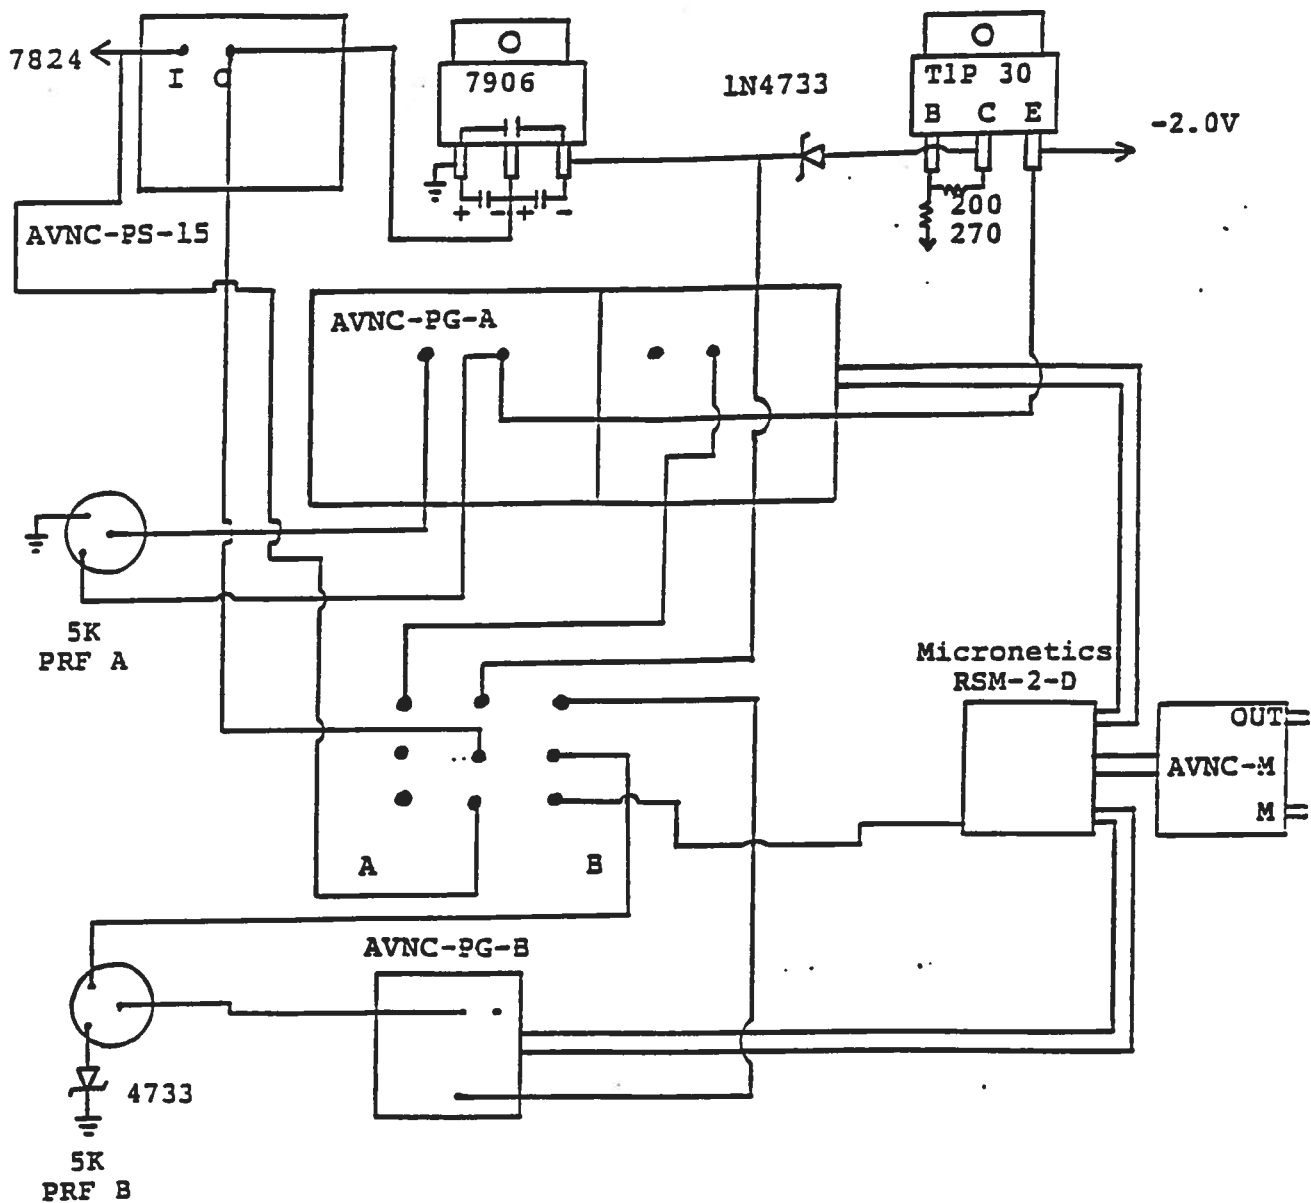 7824
I O
7906
1N4733
T1P 30
B C E
-2.0V
+ - + -
200
270
AVNC-PS-15
AVNC-PG-A
5K
PRF A
Micronetics
RSM-2-D
OUT
AVNC-M
M
A B
AVNC-PG-B
4733
5K
PRF B